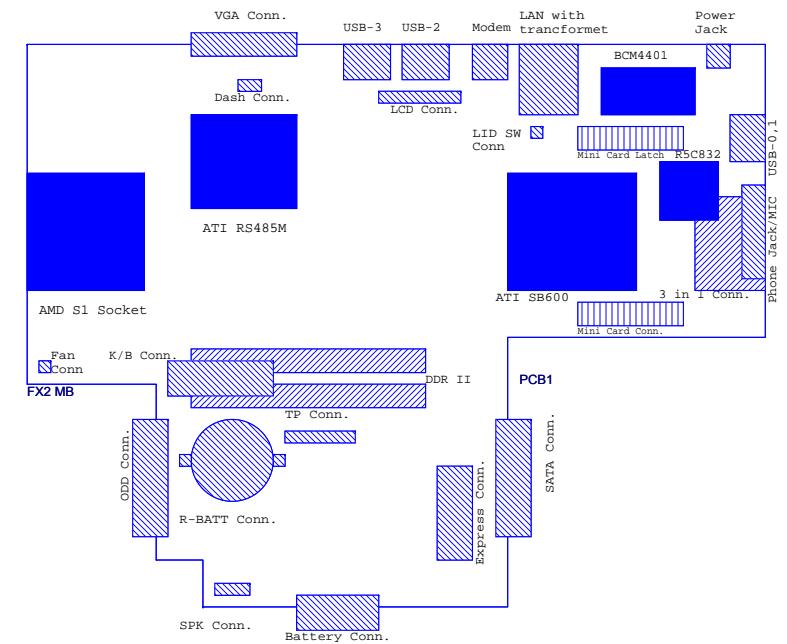 VGA Conn.
USB-3
USB-2
Modem
LAN with
trancformet
Power
Jack
BCM4401
Dash Conn.
LCD Conn.
LID SW
Conn
Mini Card Latch
R5C832
USB-0,1
Phone Jack/MIC
ATI RS485M
ATI SB600
3 in 1 Conn.
AMD S1 Socket
Mini Card Conn.
Fan
Conn
K/B Conn.
DDR II
PCB1
FX2 MB
TP Conn.
ODD Conn.
SATA Conn.
Express Conn.
R-BATT Conn.
SPK Conn.
Battery Conn.